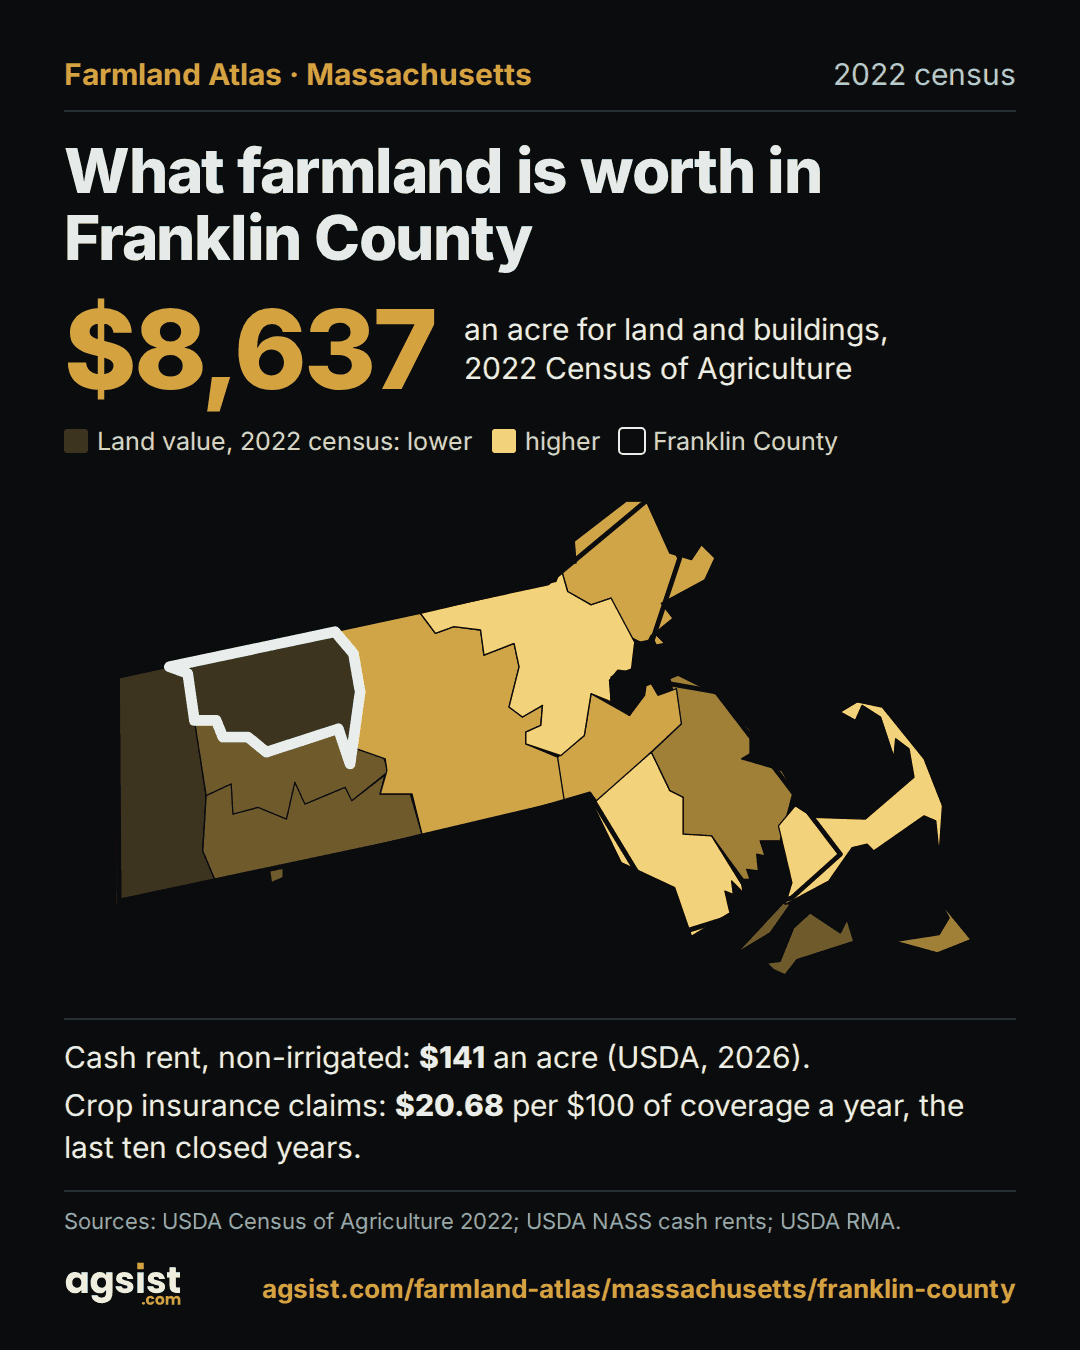 Farmland Atlas · Massachusetts
2022 census
What farmland is worth in
Franklin County
$8,637
an acre for land and buildings,
2022 Census of Agriculture
Land value, 2022 census: lower
higher
Franklin County
Cash rent, non-irrigated: $141 an acre (USDA, 2026).
Crop insurance claims: $20.68 per $100 of coverage a year, the
last ten closed years.
Sources: USDA Census of Agriculture 2022; USDA NASS cash rents; USDA RMA.
agsist
.com
agsist.com/farmland-atlas/massachusetts/franklin-county